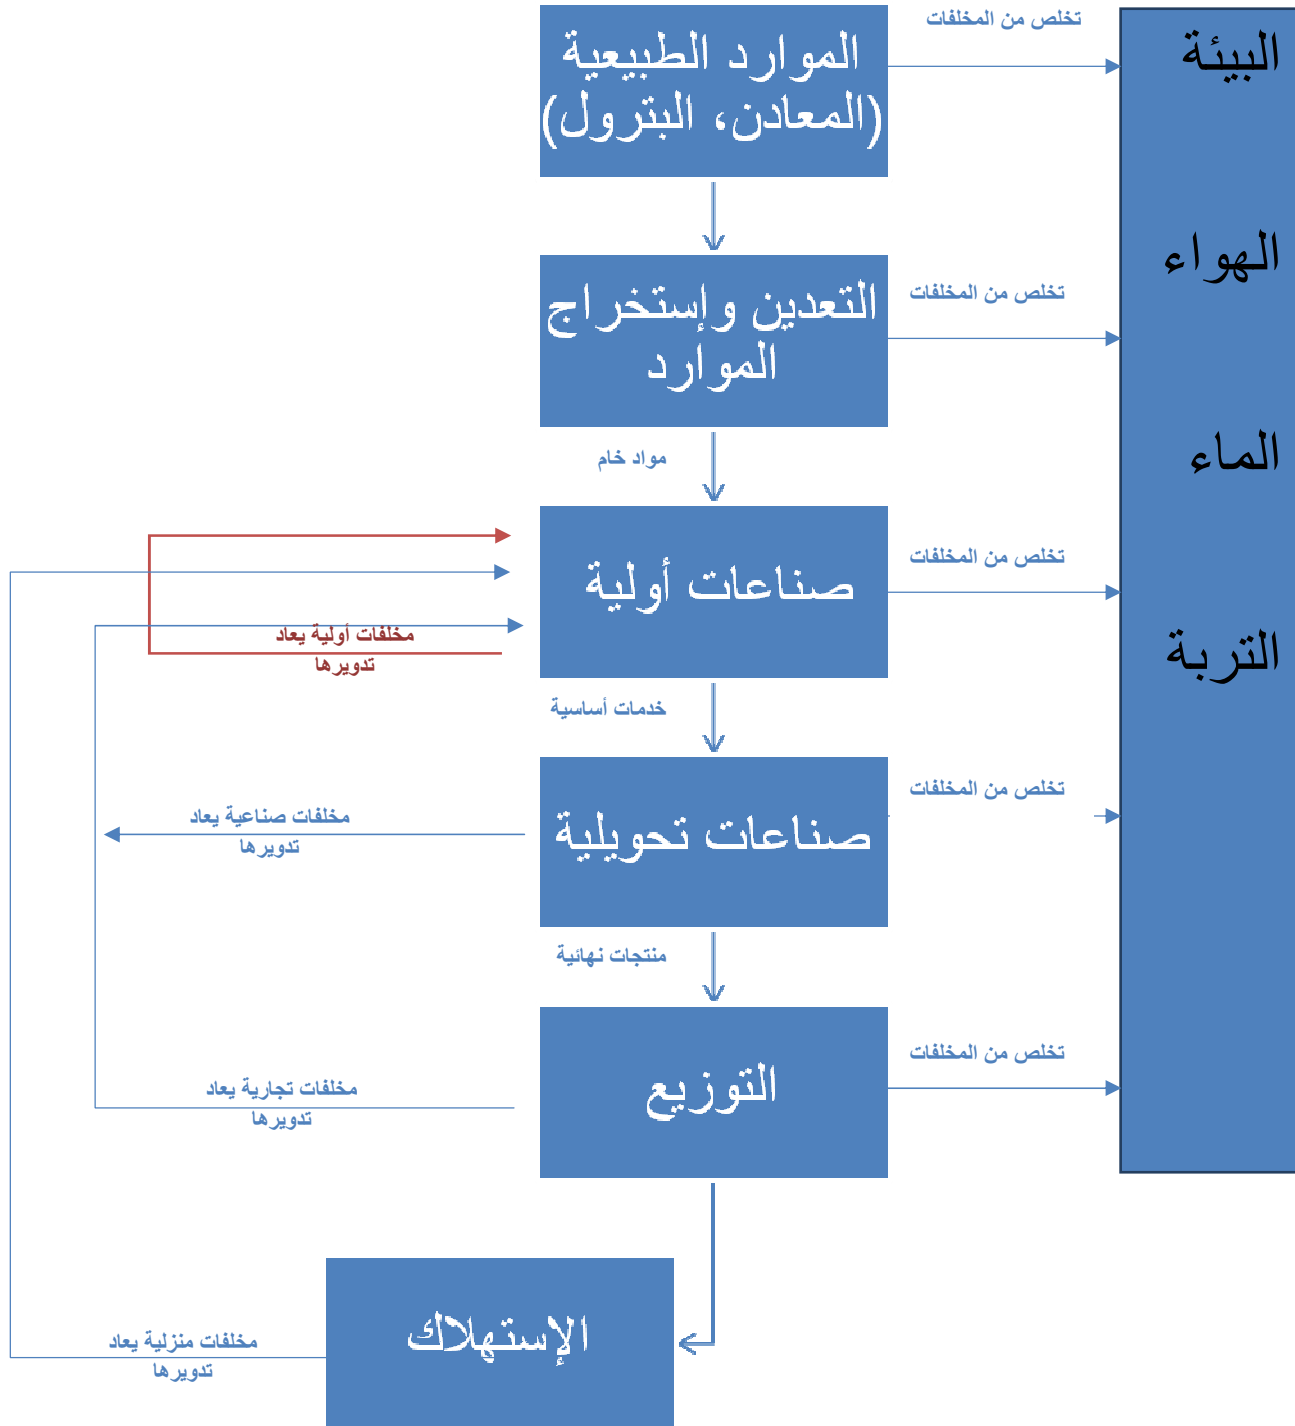 تخلص من المخلفات
البيئة
الموارد الطبيعية
(المعادن، البترول)
الهواء
تخلص من المخلفات
التعدين وإستخراج
الموارد
الماء
مواد خام
تخلص من المخلفات
صناعات أولية
التربة
مخلفات أولية يعاد
تدويرها
خدمات أساسية
تخلص من المخلفات
صناعات تحويلية
مخلفات صناعية يعاد
تدويرها
منتجات نهائية
تخلص من المخلفات
التوزيع
مخلفات تجارية يعاد
تدويرها
الإستهلاك
مخلفات منزلية يعاد
تدويرها